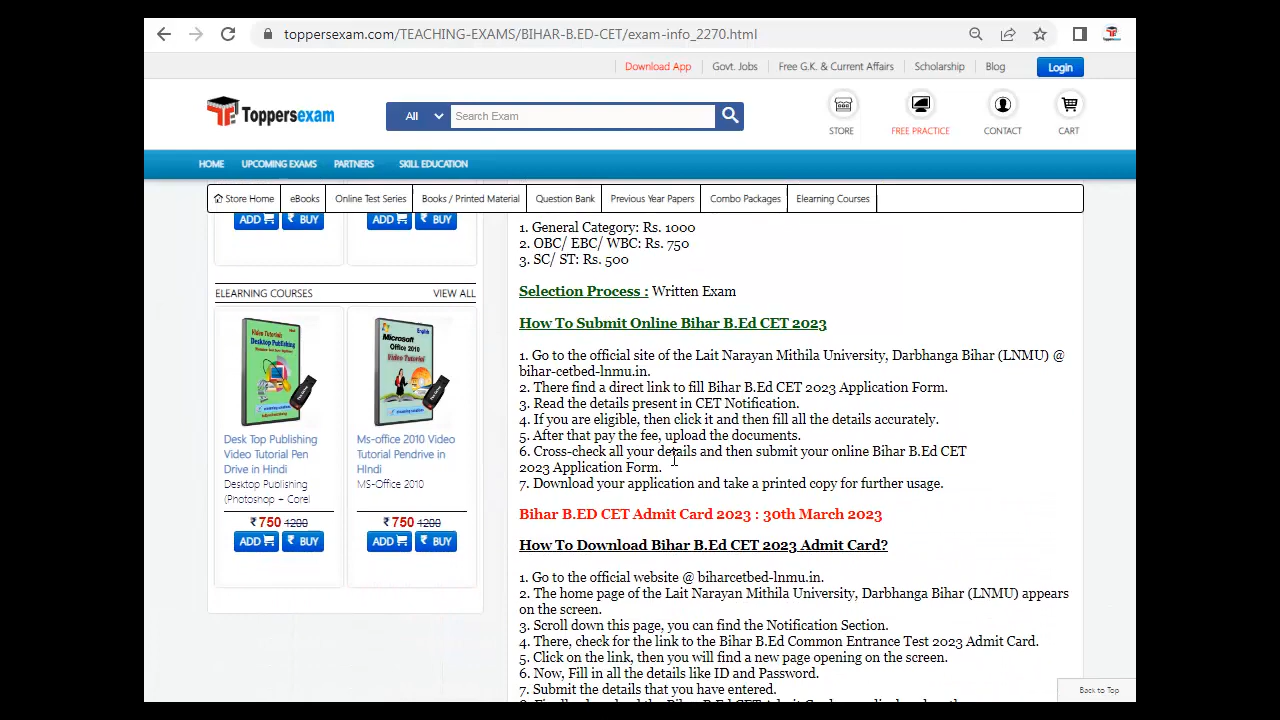 toppersexam.com/TEACHING-EXAMS/BIHAR-B.ED-CET/exam-info_2270.html
Download App Govt. Jobs Free G.K. & Current Affairs Scholarship Blog Login
Toppersexam
All Search Exam
STORE FREE PRACTICE CONTACT CART
HOME UPCOMING EXAMS PARTNERS SKILL EDUCATION
Store Home eBooks Online Test Series Books / Printed Material Question Bank Previous Year Papers Combo Packages Elearning Courses
ADD ₹ BUY ADD ₹ BUY
ELEARNING COURSES VIEW ALL
Video Tutorials Desktop Publishing
English Microsoft Office 2010 Video Tutorial
Desk Top Publishing
Video Tutorial Pen
Drive in Hindi
Desktop Publishing
(Photoshop + Corel
₹ 750 1200
ADD ₹ BUY
Ms-office 2010 Video
Tutorial Pendrive in
HIndi
MS-Office 2010
₹ 750 1200
ADD ₹ BUY
1. General Category: Rs. 1000
2. OBC/ EBC/ WBC: Rs. 750
3. SC/ ST: Rs. 500
Selection Process : Written Exam
How To Submit Online Bihar B.Ed CET 2023
1. Go to the official site of the Lait Narayan Mithila University, Darbhanga Bihar (LNMU) @
bihar-cetbed-lnmu.in.
2. There find a direct link to fill Bihar B.Ed CET 2023 Application Form.
3. Read the details present in CET Notification.
4. If you are eligible, then click it and then fill all the details accurately.
5. After that pay the fee, upload the documents.
6. Cross-check all your details and then submit your online Bihar B.Ed CET
2023 Application Form.
7. Download your application and take a printed copy for further usage.
Bihar B.ED CET Admit Card 2023 : 30th March 2023
How To Download Bihar B.Ed CET 2023 Admit Card?
1. Go to the official website @ biharcetbed-lnmu.in.
2. The home page of the Lait Narayan Mithila University, Darbhanga Bihar (LNMU) appears
on the screen.
3. Scroll down this page, you can find the Notification Section.
4. There, check for the link to the Bihar B.Ed Common Entrance Test 2023 Admit Card.
5. Click on the link, then you will find a new page opening on the screen.
6. Now, Fill in all the details like ID and Password.
7. Submit the details that you have entered.
Back to Top